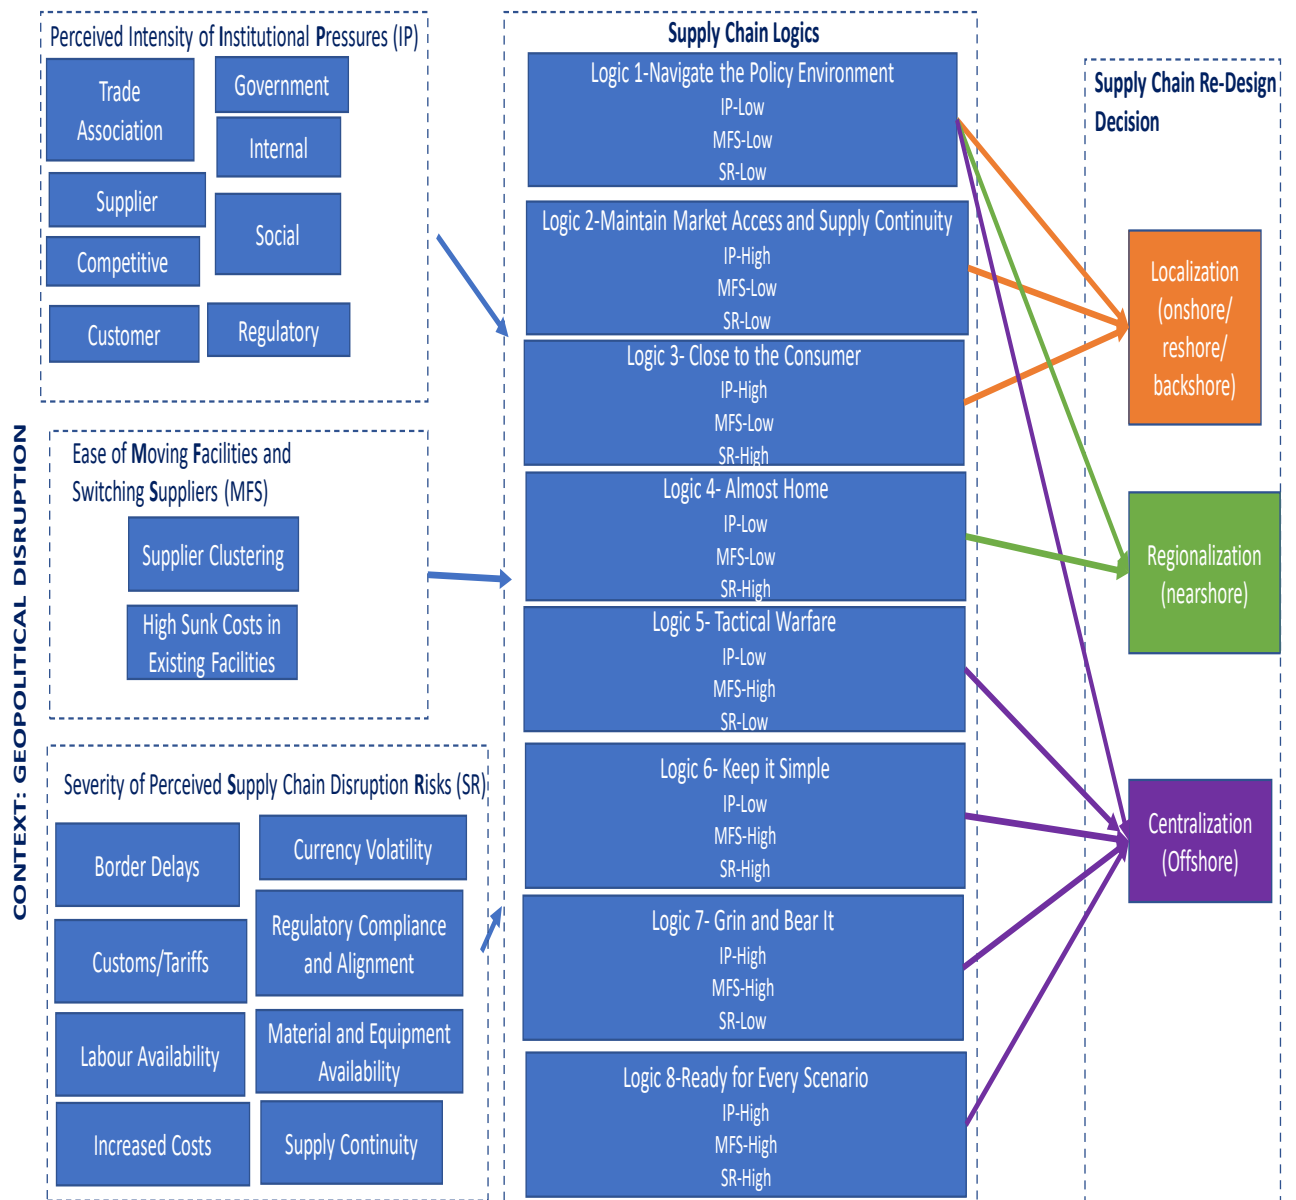 CONTEXT: GEOPOLITICAL DISRUPTION
Perceived Intensity of Institutional Pressures (IP)
Trade
Association
Government
Internal
Supplier
Social
Competitive
Customer
Regulatory
Ease of Moving Facilities and
Switching Suppliers (MFS)
Supplier Clustering
High Sunk Costs in
Existing Facilities
Severity of Perceived Supply Chain Disruption Risks (SR)
Border Delays
Currency Volatility
Customs/Tariffs
Regulatory Compliance
and Alignment
Labour Availability
Material and Equipment
Availability
Increased Costs
Supply Continuity
Supply Chain Logics
Logic 1-Navigate the Policy Environment
IP-Low
MFS-Low
SR-Low
Logic 2-Maintain Market Access and Supply Continuity
IP-High
MFS-Low
SR-Low
Logic 3- Close to the Consumer
IP-High
MFS-Low
SR-High
Logic 4- Almost Home
IP-Low
MFS-Low
SR-High
Logic 5- Tactical Warfare
IP-Low
MFS-High
SR-Low
Logic 6- Keep it Simple
IP-Low
MFS-High
SR-High
Logic 7- Grin and Bear It
IP-High
MFS-High
SR-Low
Logic 8-Ready for Every Scenario
IP-High
MFS-High
SR-High
Supply Chain Re-Design
Decision
Localization
(onshore/
reshore/
backshore)
Regionalization
(nearshore)
Centralization
(Offshore)